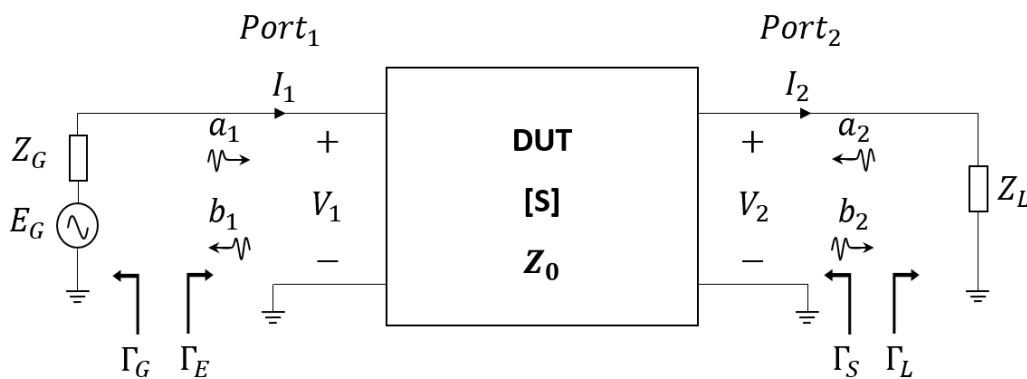 Port₁ Port₂
I₁ I₂
a₁ a₂
Z_G + DUT + Z_L
E_G V₁ [S] V₂
b₁ b₂
− Z₀ −
Γ_G Γ_E Γ_S Γ_L